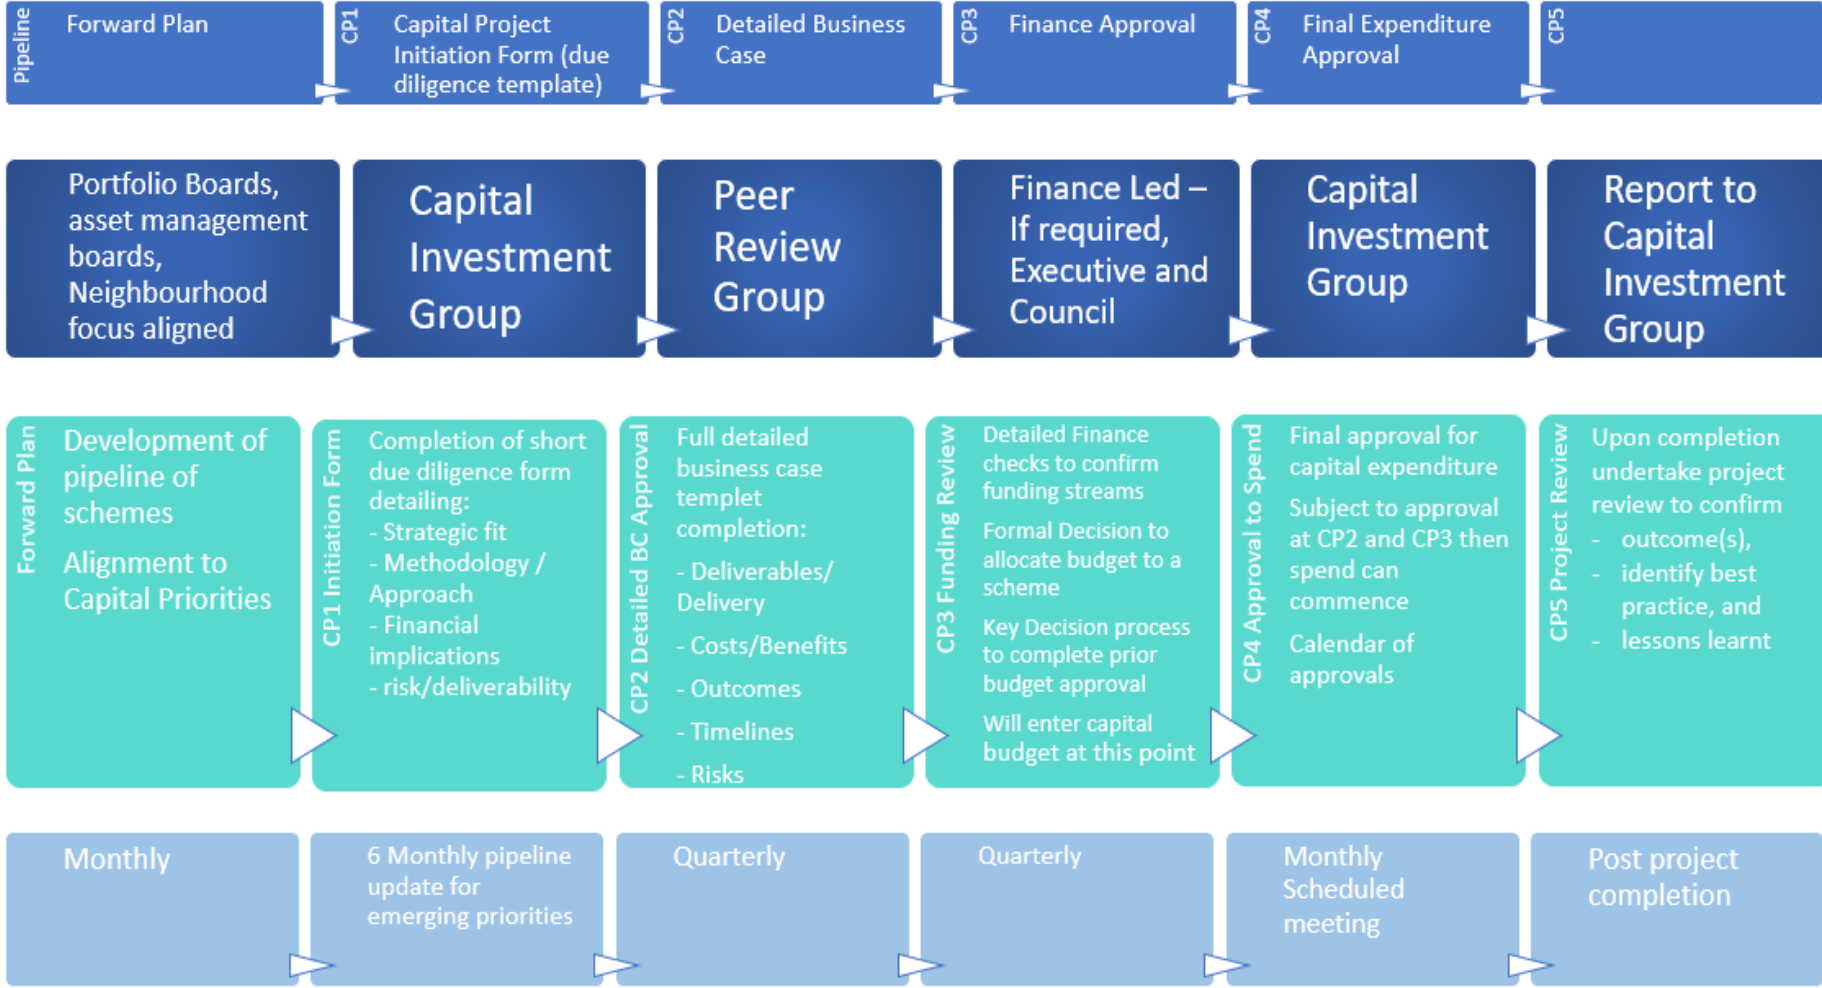 Pipeline
Forward Plan
CP1
Capital Project
Initiation Form (due
diligence template)
CP2
Detailed Business
Case
CP3
Finance Approval
CP4
Final Expenditure
Approval
CP5
Portfolio Boards,
asset management
boards,
Neighbourhood
focus aligned
Capital
Investment
Group
Peer
Review
Group
Finance Led –
If required,
Executive and
Council
Capital
Investment
Group
Report to
Capital
Investment
Group
Forward Plan
Development of
pipeline of
schemes
Alignment to
Capital Priorities
CP1 Initiation Form
Completion of short
due diligence form
detailing:
- Strategic fit
- Methodology /
Approach
- Financial
implications
- risk/deliverability
CP2 Detailed BC Approval
Full detailed
business case
templet
completion:
- Deliverables/
Delivery
- Costs/Benefits
- Outcomes
- Timelines
- Risks
CP3 Funding Review
Detailed Finance
checks to confirm
funding streams
Formal Decision to
allocate budget to a
scheme
Key Decision process
to complete prior
budget approval
Will enter capital
budget at this point
CP4 Approval to Spend
Final approval for
capital expenditure
Subject to approval
at CP2 and CP3 then
spend can
commence
Calendar of
approvals
CP5 Project Review
Upon completion
undertake project
review to confirm
- outcome(s),
- identify best
practice, and
- lessons learnt
Monthly
6 Monthly pipeline
update for
emerging priorities
Quarterly
Quarterly
Monthly
Scheduled
meeting
Post project
completion